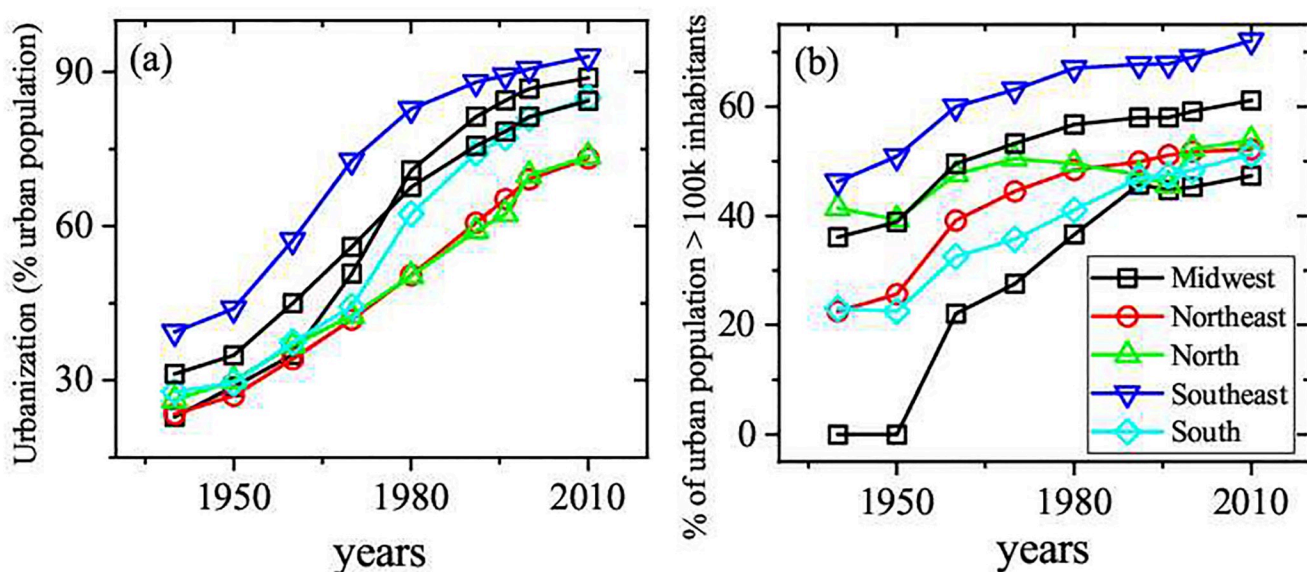 Urbanization (% urban population)
(a)
90
60
30
1950
1980
2010
years
% of urban population > 100k inhabitants
(b)
60
40
20
0
1950
1980
2010
years
Midwest
Northeast
North
Southeast
South